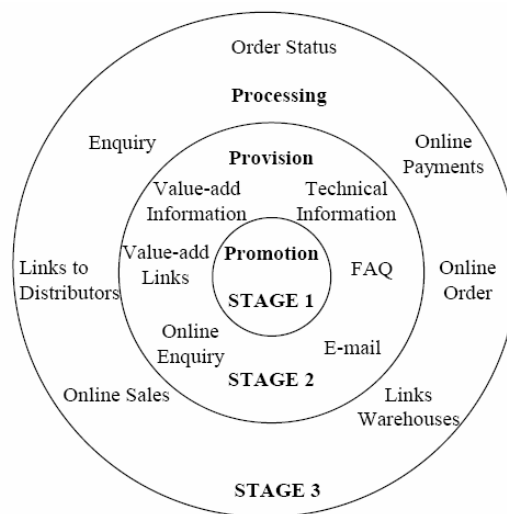 Order Status
Processing
Enquiry
Online
Payments
Provision
Value-add
Information
Technical
Information
Promotion
Value-add
Links
FAQ
Links to
Distributors
Online
Order
STAGE 1
Online
Enquiry
E-mail
STAGE 2
Online Sales
Links
Warehouses
STAGE 3